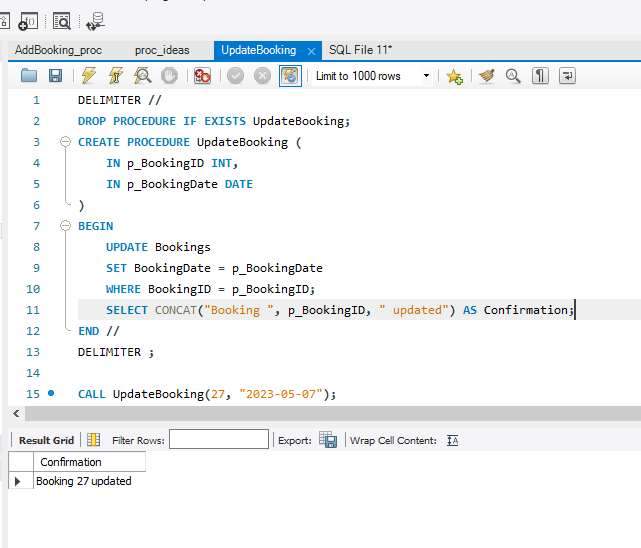 AddBooking_proc proc_ideas UpdateBooking SQL File 11*
Limit to 1000 rows
1 DELIMITER //
2 DROP PROCEDURE IF EXISTS UpdateBooking;
3 CREATE PROCEDURE UpdateBooking (
4 IN p_BookingID INT,
5 IN p_BookingDate DATE
6 )
7 BEGIN
8 UPDATE Bookings
9 SET BookingDate = p_BookingDate
10 WHERE BookingID = p_BookingID;
11 SELECT CONCAT("Booking ", p_BookingID, " updated") AS Confirmation;
12 END //
13 DELIMITER ;
14
15 CALL UpdateBooking(27, "2023-05-07");
Result Grid Filter Rows: Export: Wrap Cell Content:
Confirmation
Booking 27 updated